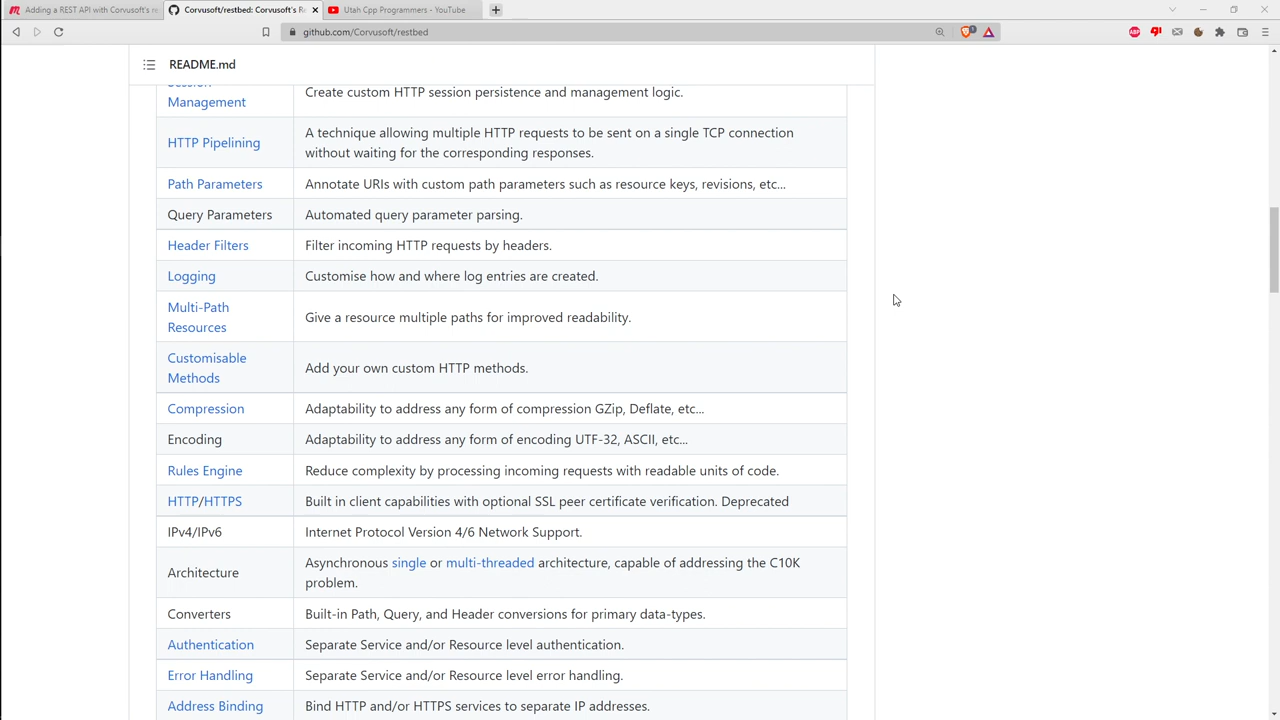 Adding a REST API with Corvusoft's re
Corvusoft/restbed: Corvusoft's Re
Utah Cpp Programmers - YouTube
github.com/Corvusoft/restbed
README.md
Session
Management
Create custom HTTP session persistence and management logic.
HTTP Pipelining
A technique allowing multiple HTTP requests to be sent on a single TCP connection
without waiting for the corresponding responses.
Path Parameters
Annotate URIs with custom path parameters such as resource keys, revisions, etc...
Query Parameters
Automated query parameter parsing.
Header Filters
Filter incoming HTTP requests by headers.
Logging
Customise how and where log entries are created.
Multi-Path
Resources
Give a resource multiple paths for improved readability.
Customisable
Methods
Add your own custom HTTP methods.
Compression
Adaptability to address any form of compression GZip, Deflate, etc...
Encoding
Adaptability to address any form of encoding UTF-32, ASCII, etc...
Rules Engine
Reduce complexity by processing incoming requests with readable units of code.
HTTP/HTTPS
Built in client capabilities with optional SSL peer certificate verification. Deprecated
IPv4/IPv6
Internet Protocol Version 4/6 Network Support.
Architecture
Asynchronous single or multi-threaded architecture, capable of addressing the C10K
problem.
Converters
Built-in Path, Query, and Header conversions for primary data-types.
Authentication
Separate Service and/or Resource level authentication.
Error Handling
Separate Service and/or Resource level error handling.
Address Binding
Bind HTTP and/or HTTPS services to separate IP addresses.